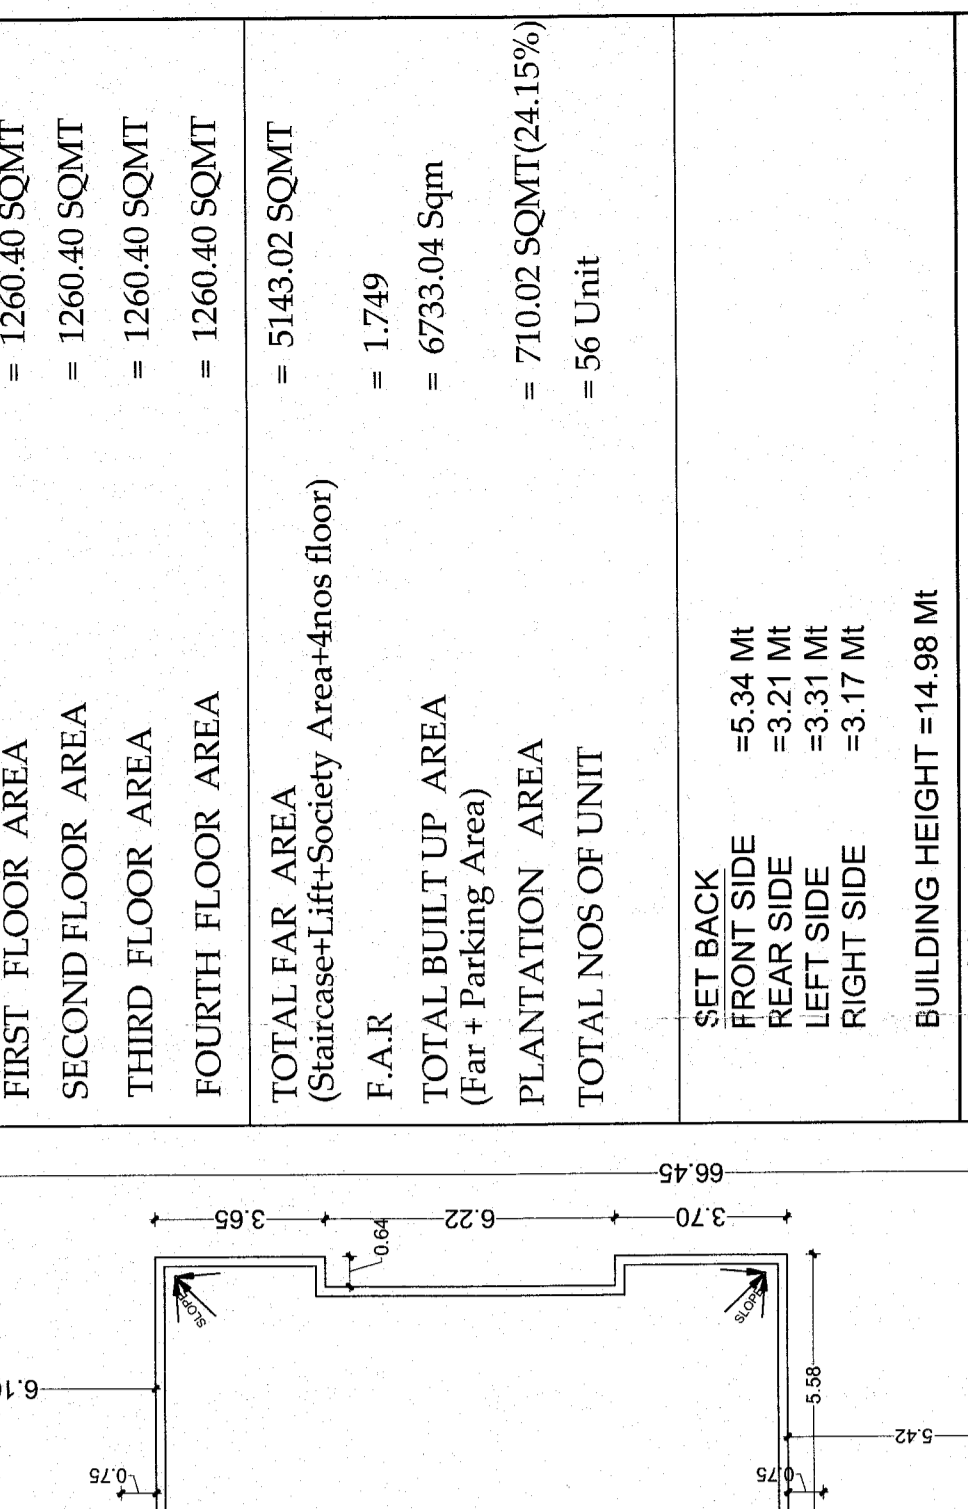 FIRST FLOOR AREA = 1260.40 SQMT
SECOND FLOOR AREA = 1260.40 SQMT
THIRD FLOOR AREA = 1260.40 SQMT
FOURTH FLOOR AREA = 1260.40 SQMT
TOTAL FAR AREA = 5143.02 SQMT
(Staircase+Lift+Society Area+4nos floor)
F.A.R = 1.749
TOTAL BUILT UP AREA = 6733.04 Sqm
(Far + Parking Area)
PLANTATION AREA = 710.02 SQMT(24.15%)
TOTAL NOS OF UNIT = 56 Unit
SET BACK
FRONT SIDE =5.34 Mt
REAR SIDE =3.21 Mt
LEFT SIDE =3.31 Mt
RIGHT SIDE =3.17 Mt
BUILDING HEIGHT =14.98 Mt
66.45
3.65
6.22
3.70
0.64
SLOPE
SLOPE
5.58
5.42
0.75
0.75